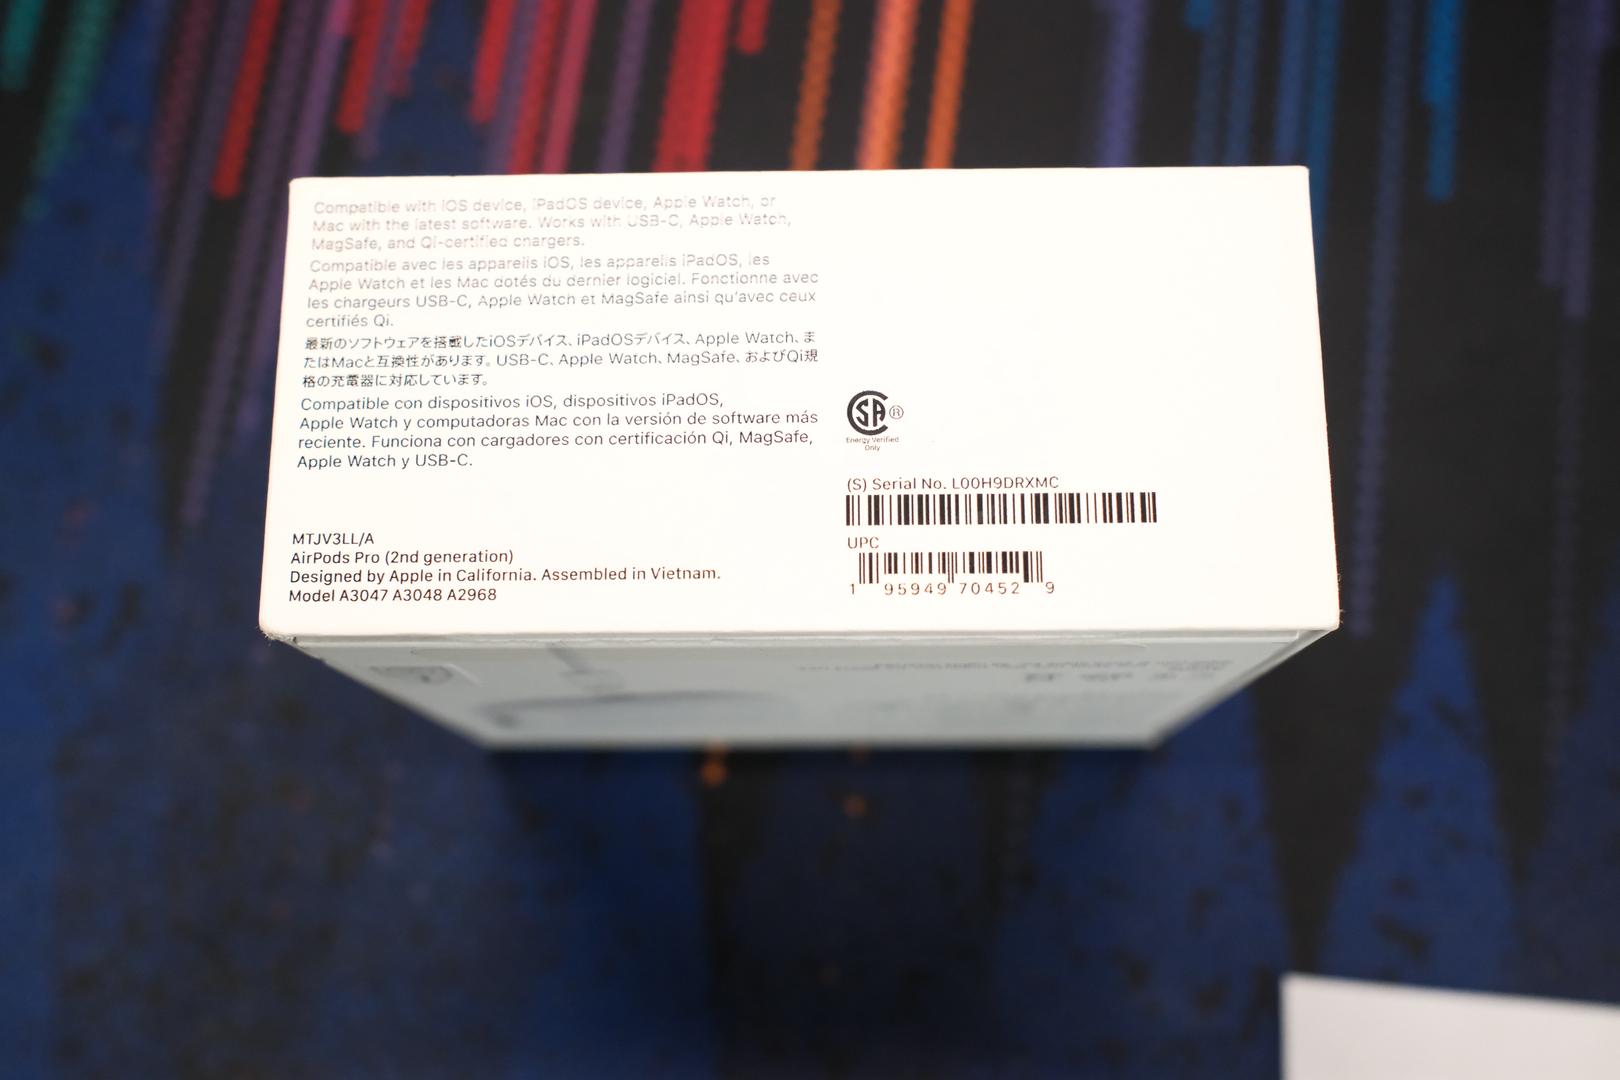 Compatible with iOS device, iPadOS device, Apple Watch, or
Mac with the latest software. Works with USB-C, Apple Watch,
MagSafe, and Qi-certified chargers.
Compatible avec les appareils iOS, les appareils iPadOS, les
Apple Watch et les Mac dotés du dernier logiciel. Fonctionne avec
les chargeurs USB-C, Apple Watch et MagSafe ainsi qu'avec ceux
certifiés Qi.
最新のソフトウェアを搭載したiOSデバイス、iPadOSデバイス、Apple Watch、ま
たはMacと互換性があります。USB-C、Apple Watch、MagSafe、およびQi規
格の充電器に対応しています。
Compatible con dispositivos iOS, dispositivos iPadOS,
Apple Watch y computadoras Mac con la versión de software más
reciente. Funciona con cargadores con certificación Qi, MagSafe,
Apple Watch y USB-C.
MTJV3LL/A
AirPods Pro (2nd generation)
Designed by Apple in California. Assembled in Vietnam.
Model A3047 A3048 A2968
SA ®
Energy Verified
Only
(S) Serial No. L00H9DRXMC
UPC
1 95949 70452 9